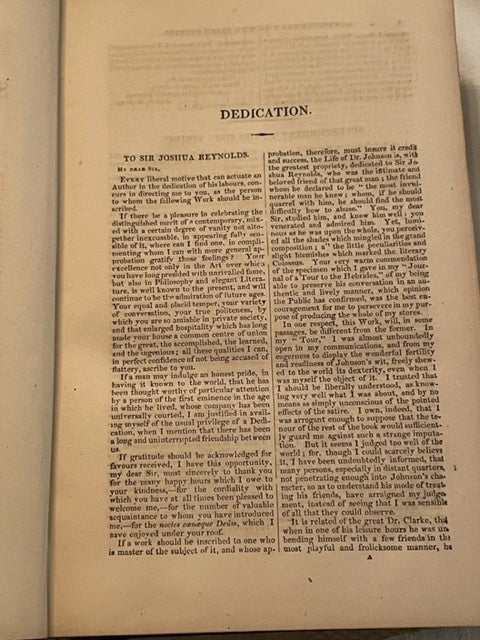 DEDICATION.
TO SIR JOSHUA REYNOLDS.
MY DEAR SIR,
EVERY liberal motive that can actuate an
Author in the dedication of his labours, con-
curs in directing me to you, as the person
to whom the following Work should be in-
scribed.
If there be a pleasure in celebrating the
distinguished merit of a contemporary, mix-
ed with a certain degree of vanity not alto-
gether inexcusable, in appearing fully sen-
sible of it, where can I find one, in compli-
menting whom I can with more general ap-
probation gratify those feelings? Your
excellence not only in the Art over which
you have long presided with unrivalled fame,
but also in Philosophy and elegant Litera-
ture, is well known to the present, and will
continue to be the admiration of future ages.
Your equal and placid temper, your variety
of conversation, your true politeness, by
which you are so amiable in private society,
and that enlarged hospitality which has long
made your house a common centre of union
for the great, the accomplished, the learned,
and the ingenious; all these qualities I can,
in perfect confidence of not being accused of
flattery, ascribe to you.
If a man may indulge an honest pride, in
having it known to the world, that he has
been thought worthy of particular attention
by a person of the first eminence in the age
in which he lived, whose company has been
universally courted, I am justified in avail-
ing myself of the usual privilege of a Dedi-
cation, when I mention that there has been
a long and uninterrupted friendship between
us.
If gratitude should be acknowledged for
favours received, I have this opportunity,
my dear Sir, most sincerely to thank you
for the many happy hours which I owe to
your kindness,—for the cordiality with
which you have at all times been pleased to
welcome me,—for the number of valuable
acquaintance to whom you have introduced
me,—for the noctes cœnæque Deûm, which I
have enjoyed under your roof.
If a work should be inscribed to one who
is master of the subject of it, and whose ap-
probation, therefore, must insure it credit
and success, the Life of Dr. Johnson is, with
the greatest propriety, dedicated to Sir Jo-
shua Reynolds, who was the intimate and
beloved friend of that great man; the friend,
whom he declared to be "the most invul-
nerable man he knew; whom, if he should
quarrel with him, he should find the most
difficulty how to abuse." You, my dear
Sir, studied him, and knew him well; you
venerated and admired him. Yet, lumi-
nous as he was upon the whole, you perceiv-
ed all the shades which mingled in the grand
composition; all the little peculiarities and
slight blemishes which marked the literary
Colossus. Your very warm commendation
of the specimen which I gave in my "Jour-
nal of a Tour to the Hebrides," of my being
able to preserve his conversation in an au-
thentic and lively manner, which opinion
the Public has confirmed, was the best en-
couragement for me to persevere in my pur-
pose of producing the whole of my stores.
In one respect, this Work, will, in some
passages, be different from the former. In
my "Tour," I was almost unboundedly
open in my communications, and from my
eagerness to display the wonderful fertility
and readiness of Johnson's wit, freely shew-
ed to the world its dexterity, even when I
was myself the object of it. I trusted that
I should be liberally understood, as know-
ing very well what I was about, and by no
means as simply unconscious of the pointed
effects of the satire. I own, indeed, that I
was arrogant enough to suppose that the te-
nour of the rest of the book would sufficient-
ly guard me against such a strange imputa-
tion. But it seems I judged too well of the
world; for, though I could scarcely believe
it, I have been undoubtedly informed, that
many persons, especially in distant quarters,
not penetrating enough into Johnson's cha-
racter, so as to understand his mode of treat-
ing his friends, have arraigned my judge-
ment, instead of seeing that I was sensible
of all that they could observe.
It is related of the great Dr. Clarke, that
when in one of his leisure hours he was un-
bending himself with a few friends in the
most playful and frolicksome manner, he